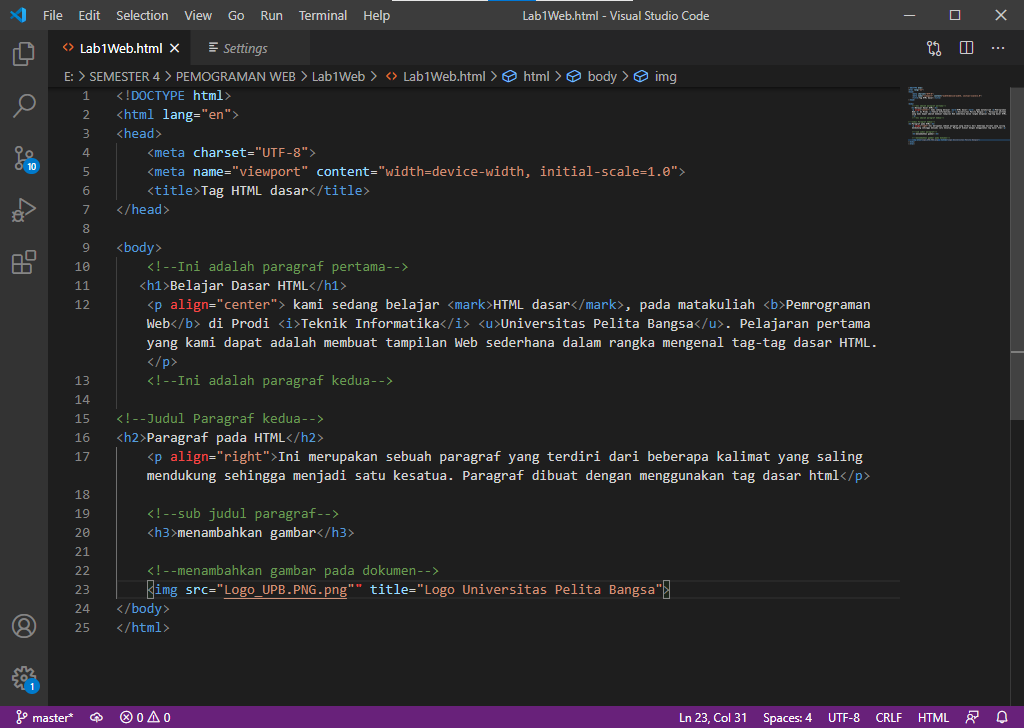 File Edit Selection View Go Run Terminal Help Lab1Web.html - Visual Studio Code
Lab1Web.html Settings
E: > SEMESTER 4 > PEMOGRAMAN WEB > Lab1Web > Lab1Web.html > html > body > img
1 <!DOCTYPE html>
2 <html lang="en">
3 <head>
4 <meta charset="UTF-8">
5 <meta name="viewport" content="width=device-width, initial-scale=1.0">
6 <title>Tag HTML dasar</title>
7 </head>
8
9 <body>
10 <!--Ini adalah paragraf pertama-->
11 <h1>Belajar Dasar HTML</h1>
12 <p align="center"> kami sedang belajar <mark>HTML dasar</mark>, pada matakuliah <b>Pemrograman
Web</b> di Prodi <i>Teknik Informatika</i> <u>Universitas Pelita Bangsa</u>. Pelajaran pertama
yang kami dapat adalah membuat tampilan Web sederhana dalam rangka mengenal tag-tag dasar HTML.
</p>
13 <!--Ini adalah paragraf kedua-->
14
15 <!--Judul Paragraf kedua-->
16 <h2>Paragraf pada HTML</h2>
17 <p align="right">Ini merupakan sebuah paragraf yang terdiri dari beberapa kalimat yang saling
mendukung sehingga menjadi satu kesatua. Paragraf dibuat dengan menggunakan tag dasar html</p>
18
19 <!--sub judul paragraf-->
20 <h3>menambahkan gambar</h3>
21
22 <!--menambahkan gambar pada dokumen-->
23 <img src="Logo_UPB.PNG.png"" title="Logo Universitas Pelita Bangsa">
24 </body>
25 </html>
10
1
master* 0 0 Ln 23, Col 31 Spaces: 4 UTF-8 CRLF HTML